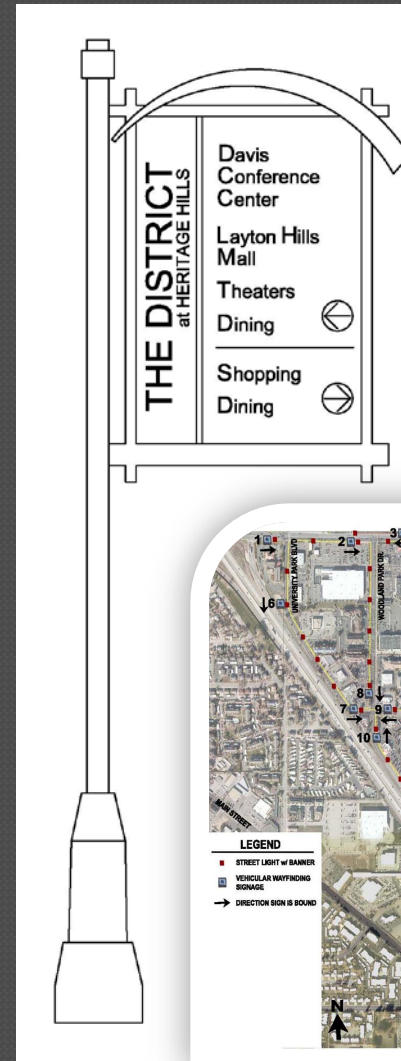 THE DISTRICT
at HERITAGE HILLS
Davis
Conference
Center
Layton Hills
Mall
Theaters
Dining
Shopping
Dining
1
2
3
UNIVERSITY PARK BLVD
WOODLAND PARK DR.
6
8
7
9
10
MAIN STREET
LEGEND
STREET LIGHT w/ BANNER
VEHICULAR WAYFINDING
SIGNAGE
DIRECTION SIGN IS BOUND
N